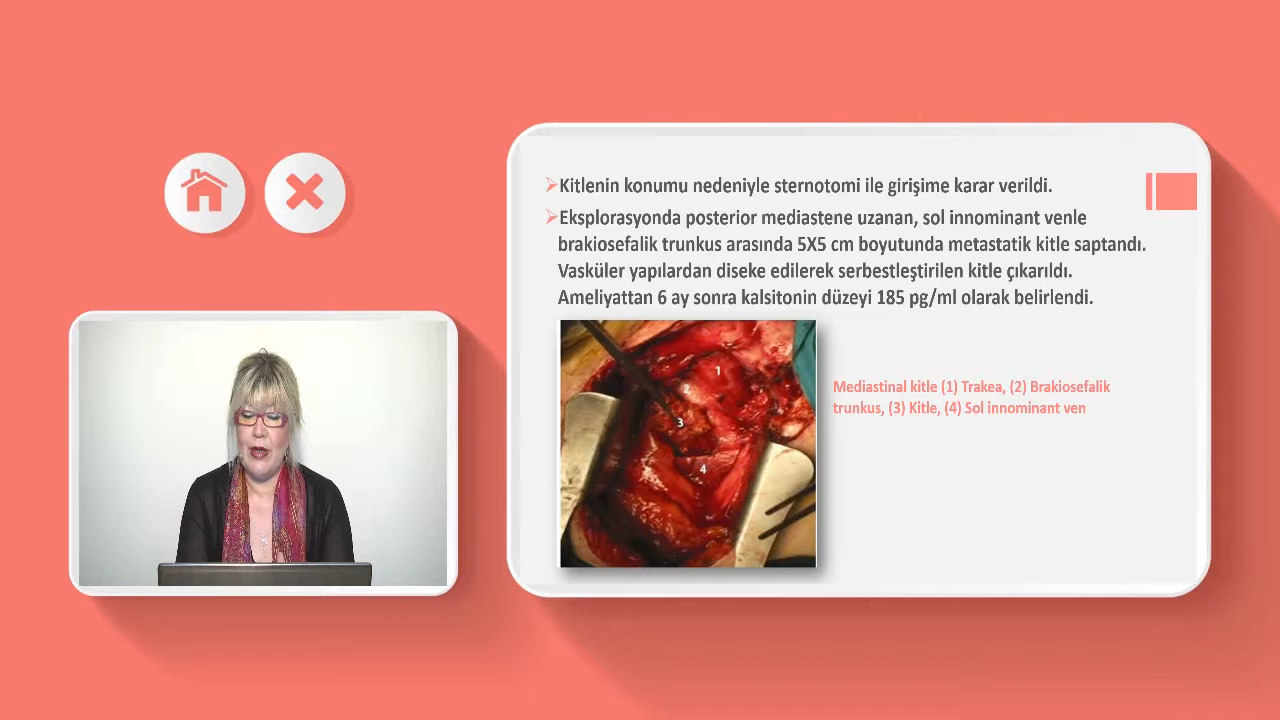 Kitlenin konumu nedeniyle sternotomi ile girişime karar verildi.
Eksplorasyonda posterior mediastene uzanan, sol innominant venle
brakiosefalik trunkus arasında 5X5 cm boyutunda metastatik kitle saptandı.
Vasküler yapılardan diseke edilerek serbestleştirilen kitle çıkarıldı.
Ameliyattan 6 ay sonra kalsitonin düzeyi 185 pg/ml olarak belirlendi.
1
2
3
4
Mediastinal kitle (1) Trakea, (2) Brakiosefalik
trunkus, (3) Kitle, (4) Sol innominant ven